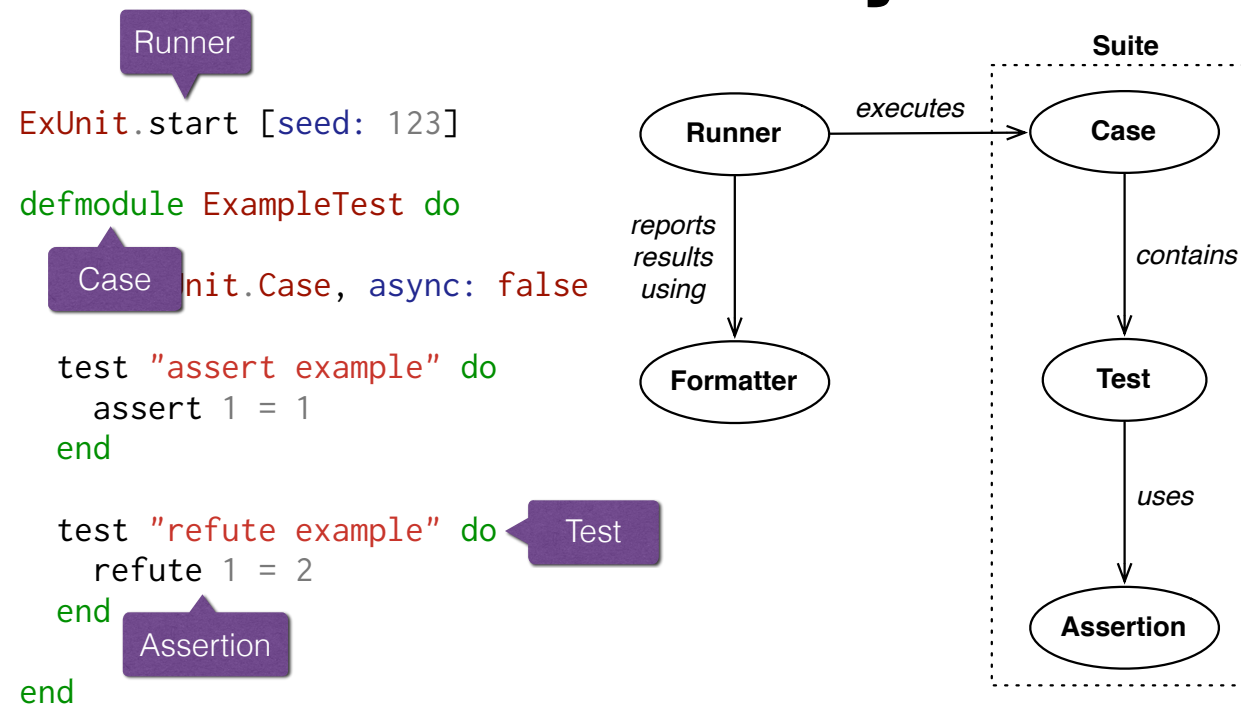 Runner
ExUnit.start [seed: 123]
defmodule ExampleTest do
Case
nit.Case, async: false
test "assert example" do
assert 1 = 1
end
test "refute example" do
Test
refute 1 = 2
end
Assertion
end
Suite
Runner
executes
Case
reports
results
using
contains
Formatter
Test
uses
Assertion